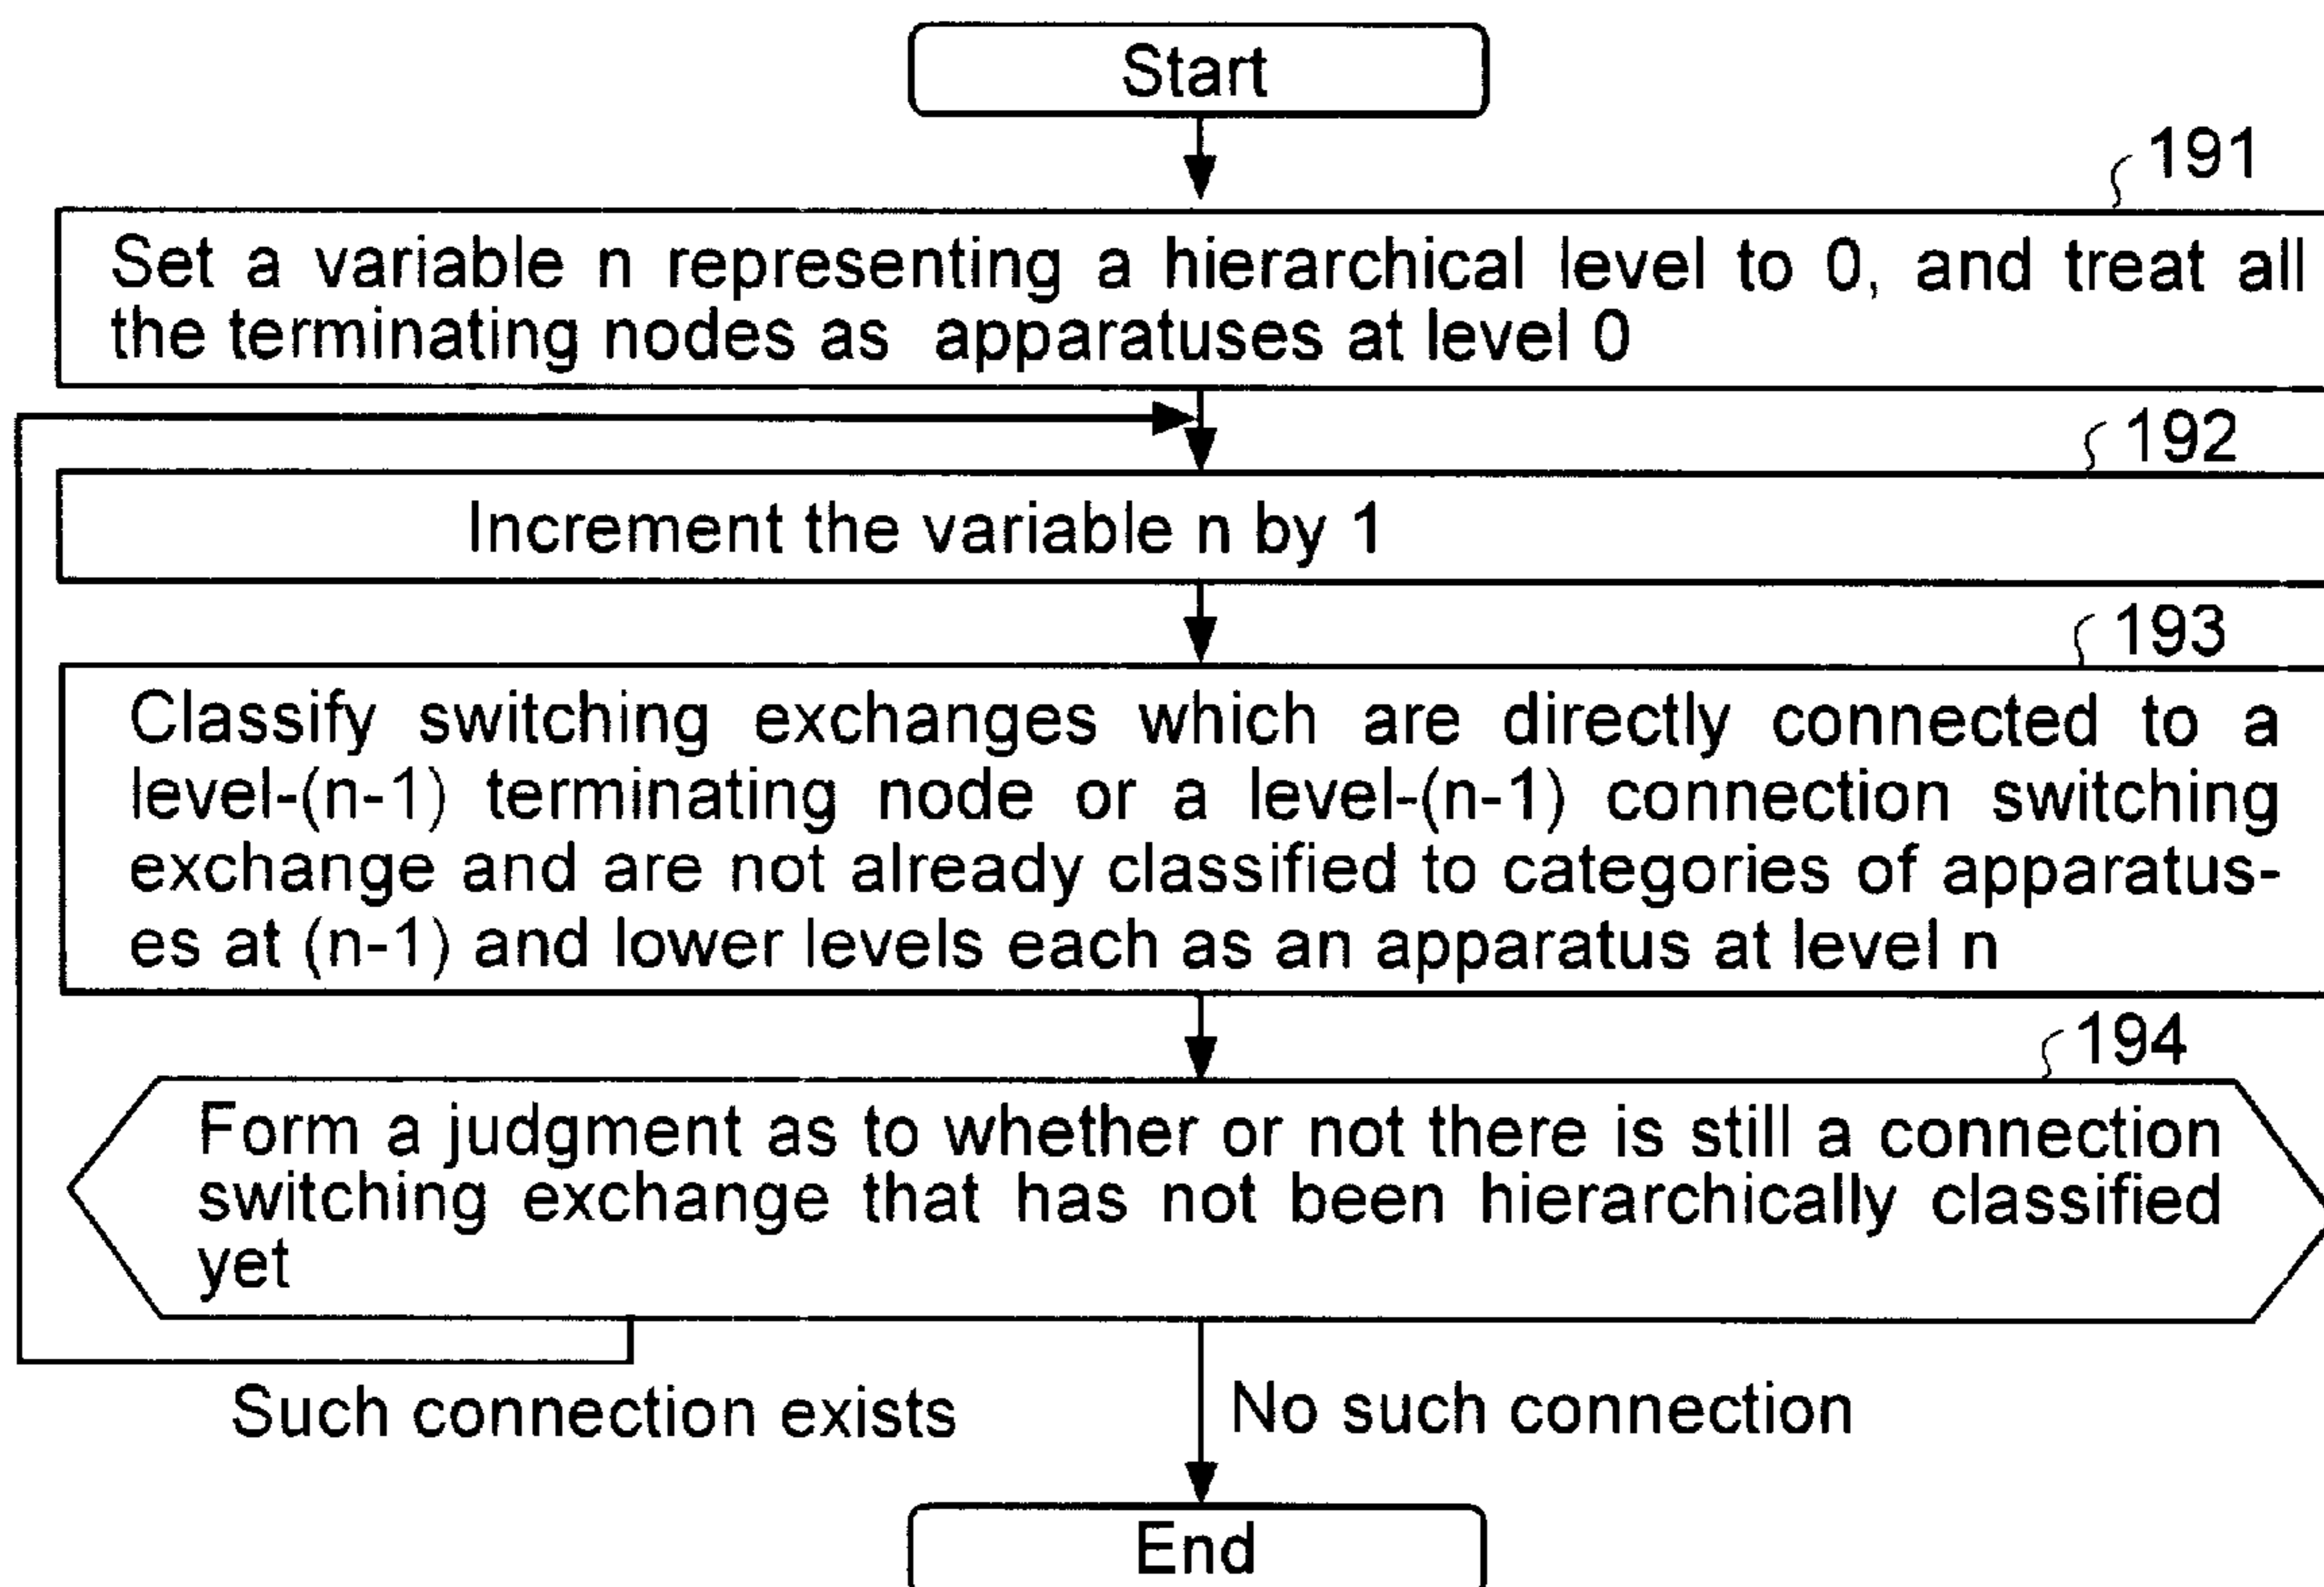 Start
191
Set a variable n representing a hierarchical level to 0, and treat all
the terminating nodes as apparatuses at level 0
192
Increment the variable n by 1
193
Classify switching exchanges which are directly connected to a
level-(n-1) terminating node or a level-(n-1) connection switching
exchange and are not already classified to categories of apparatus-
es at (n-1) and lower levels each as an apparatus at level n
194
Form a judgment as to whether or not there is still a connection
switching exchange that has not been hierarchically classified
yet
Such connection exists
No such connection
End